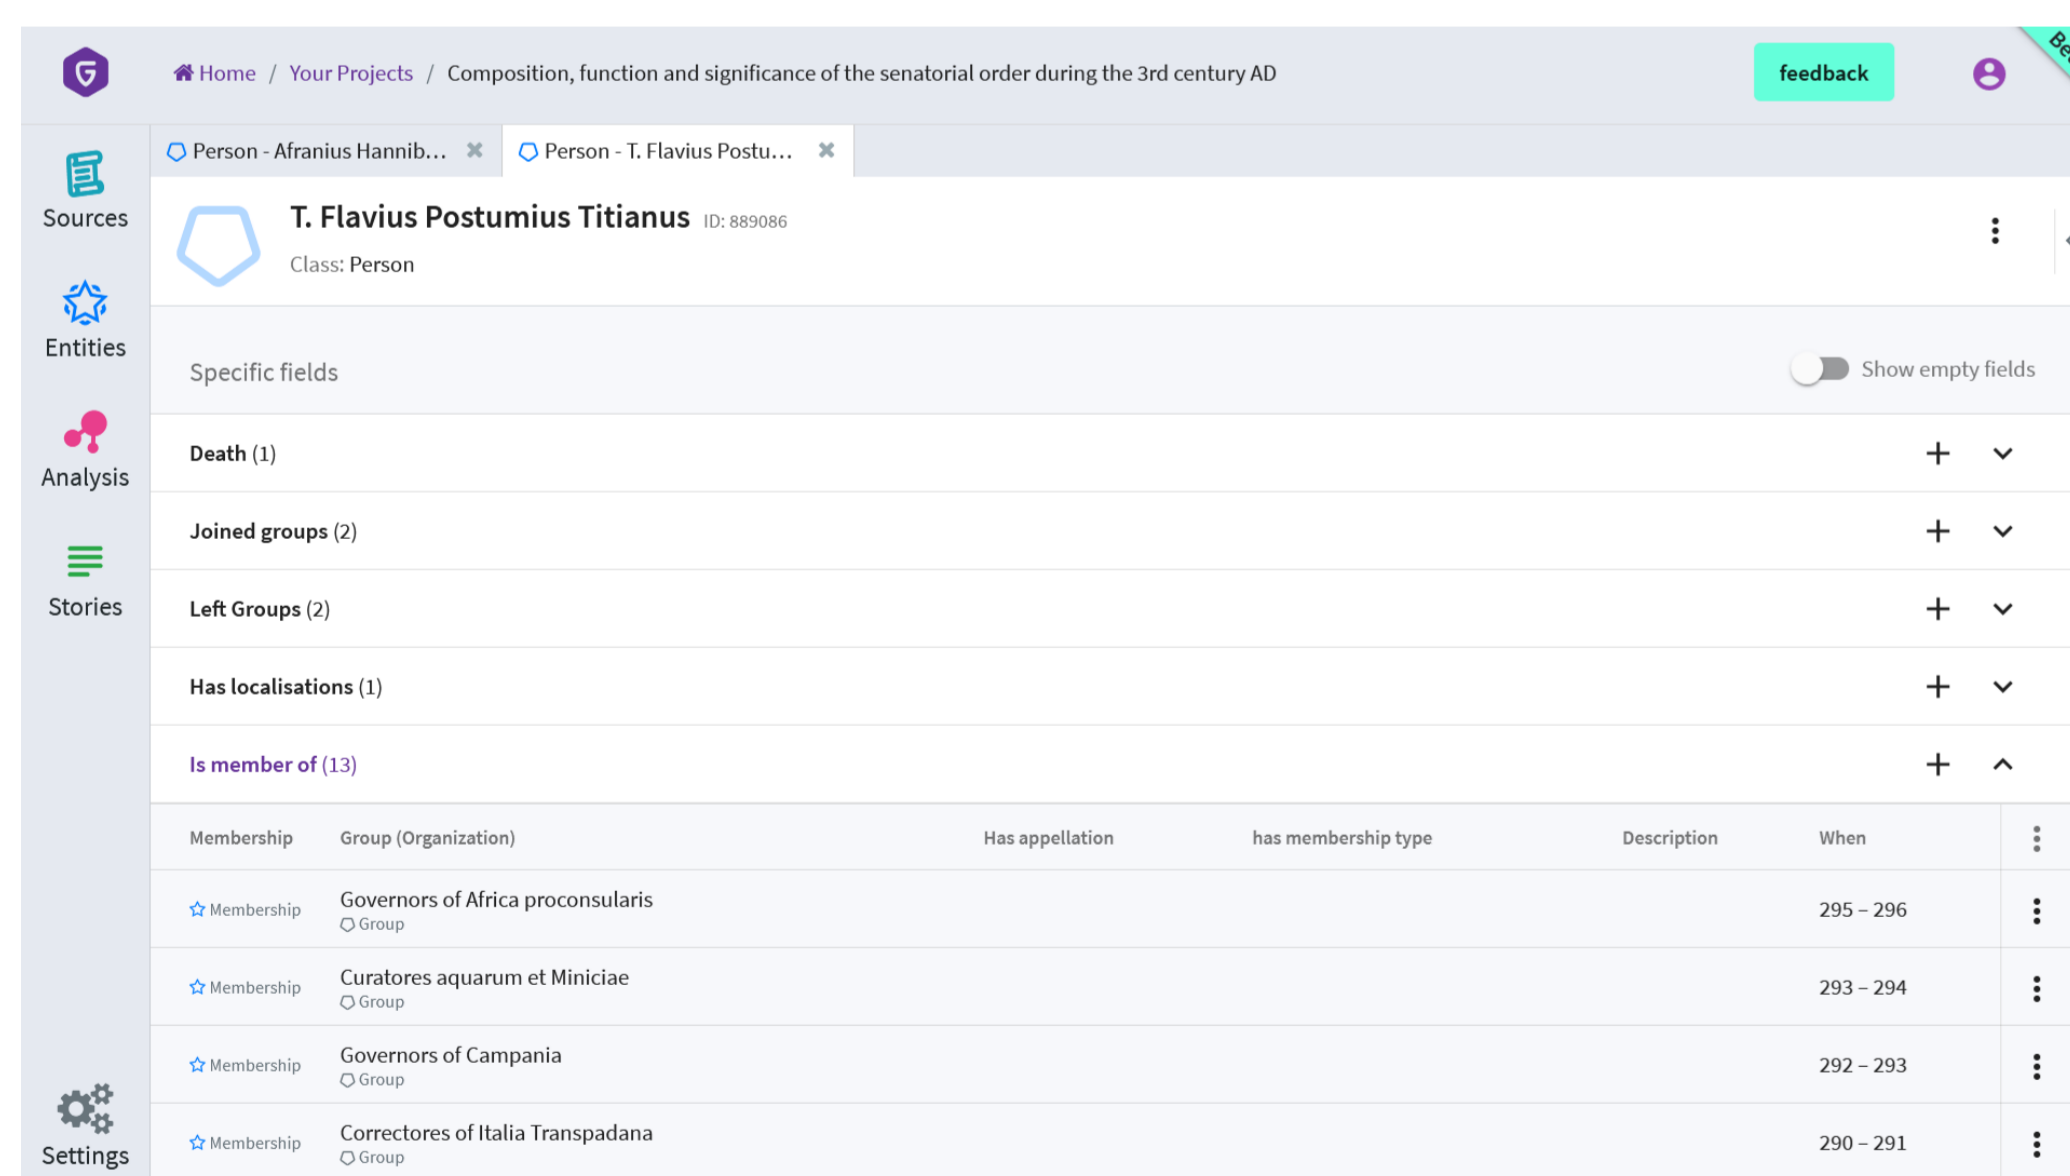 Home / Your Projects / Composition, function and significance of the senatorial order during the 3rd century AD
feedback
Sources
Entities
Analysis
Stories
Settings
Person - Afranius Hannib...
Person - T. Flavius Postu...
T. Flavius Postumius Titianus ID: 889086
Class: Person
Specific fields
Show empty fields
Death (1)
Joined groups (2)
Left Groups (2)
Has localisations (1)
Is member of (13)
Membership Group (Organization) Has appellation has membership type Description When
Membership Governors of Africa proconsularis 295 – 296
Group
Membership Curatores aquarum et Miniciae 293 – 294
Group
Membership Governors of Campania 292 – 293
Group
Membership Correctores of Italia Transpadana 290 – 291
Group